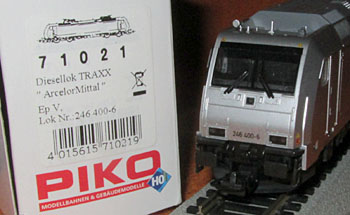 71021
Diesellok TRAXX
"ArcelorMittal"
Ep V,
Lok Nr.: 246 400-6
4 015615 710219
PIKO
HO
MODELLBAHNEN & GEBÄUDEMODELLE
246 400-6